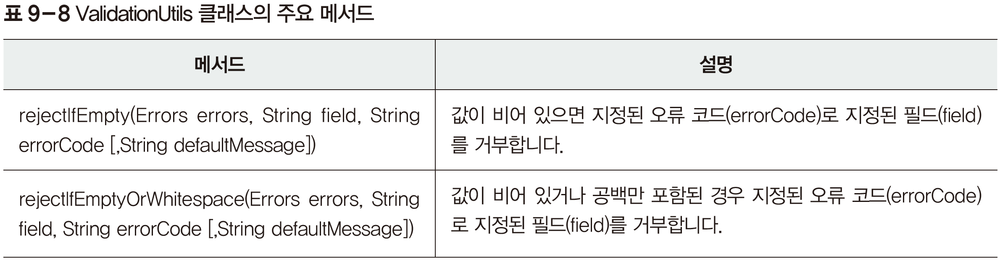 표 9-8 ValidationUtils 클래스의 주요 메서드
메서드
설명
rejectIfEmpty(Errors errors, String field, String
errorCode [,String defaultMessage])
값이 비어 있으면 지정된 오류 코드(errorCode)로 지정된 필드(field)
를 거부합니다.
rejectIfEmptyOrWhitespace(Errors errors, String
field, String errorCode [,String defaultMessage])
값이 비어 있거나 공백만 포함된 경우 지정된 오류 코드(errorCode)
로 지정된 필드(field)를 거부합니다.